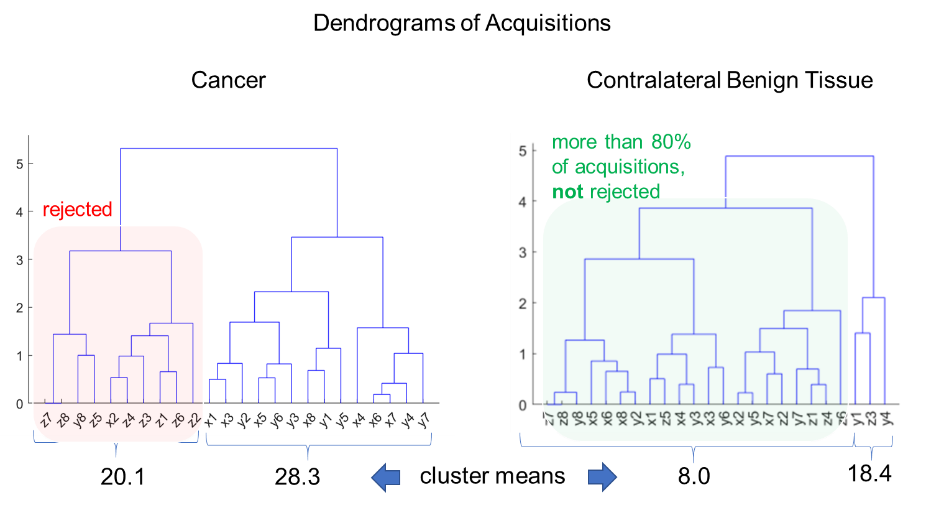 Dendrograms of Acquisitions
Cancer
Contralateral Benign Tissue
more than 80%
of acquisitions,
not rejected
rejected
5
4
3
2
1
0
z7 z8 y8 z5 x2 z4 z3 z1 z6 z2 x1 x3 y2 x5 y6 y3 x8 y1 y5 x4 x6 x7 y4 y7
5
4
3
2
1
0
z7 z8 y8 x5 x6 x8 y2 x1 z5 x4 y3 x3 y6 x2 y5 x7 z2 y7 z1 z4 z6 y1 z3 y4
20.1
28.3
cluster means
8.0
18.4